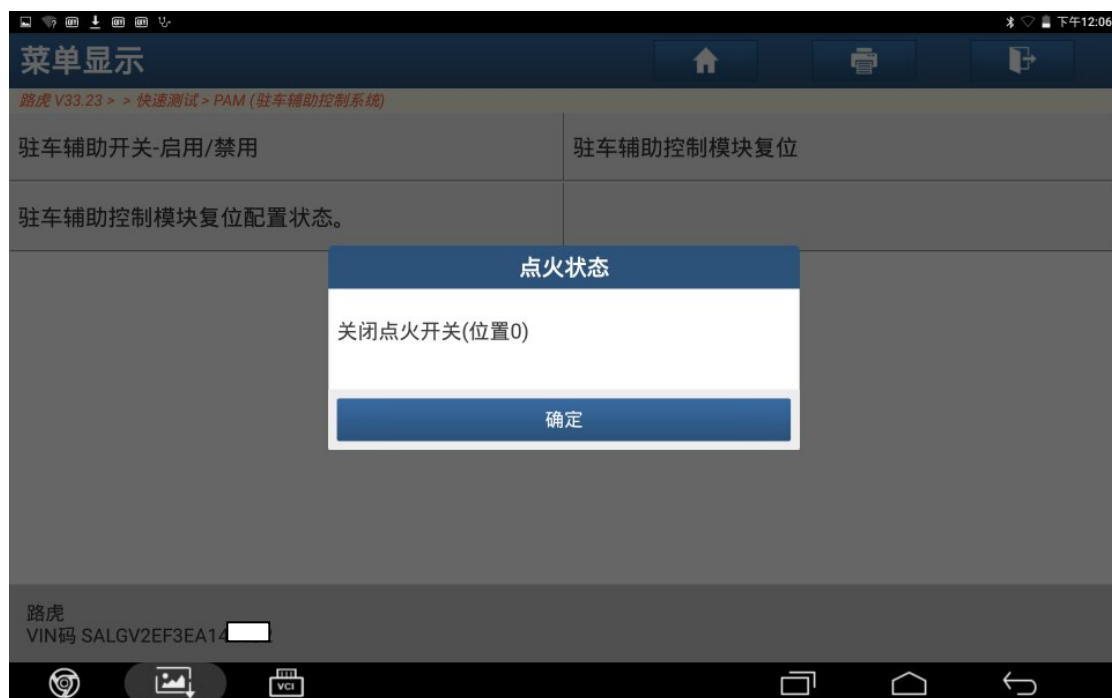 下午12:06
菜单显示
路虎 V33.23 > > 快速测试 > PAM (驻车辅助控制系统)
驻车辅助开关-启用/禁用
驻车辅助控制模块复位
驻车辅助控制模块复位配置状态。
点火状态
关闭点火开关(位置0)
确定
路虎
VIN码 SALGV2EF3EA14
VCI